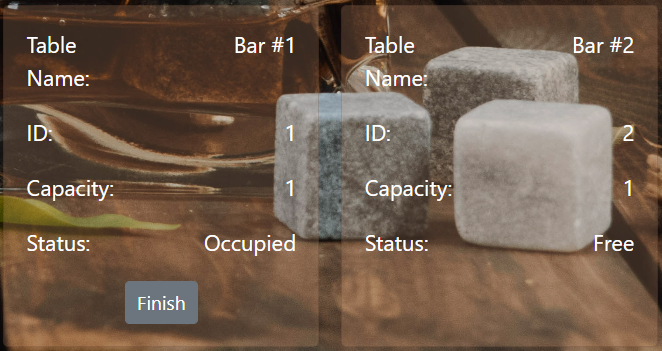 Table Name: Bar #1
ID: 1
Capacity: 1
Status: Occupied
Finish
Table Name: Bar #2
ID: 2
Capacity: 1
Status: Free